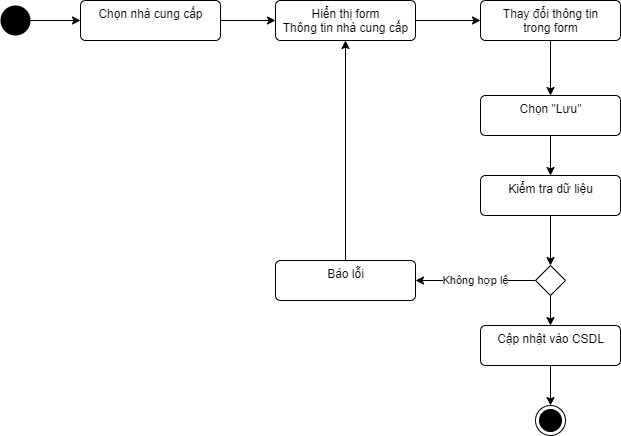 Chọn nhà cung cấp
Hiển thị form
Thông tin nhà cung cấp
Thay đổi thông tin
trong form
Chọn "Lưu"
Kiểm tra dữ liệu
Không hợp lệ
Báo lỗi
Cập nhật vào CSDL